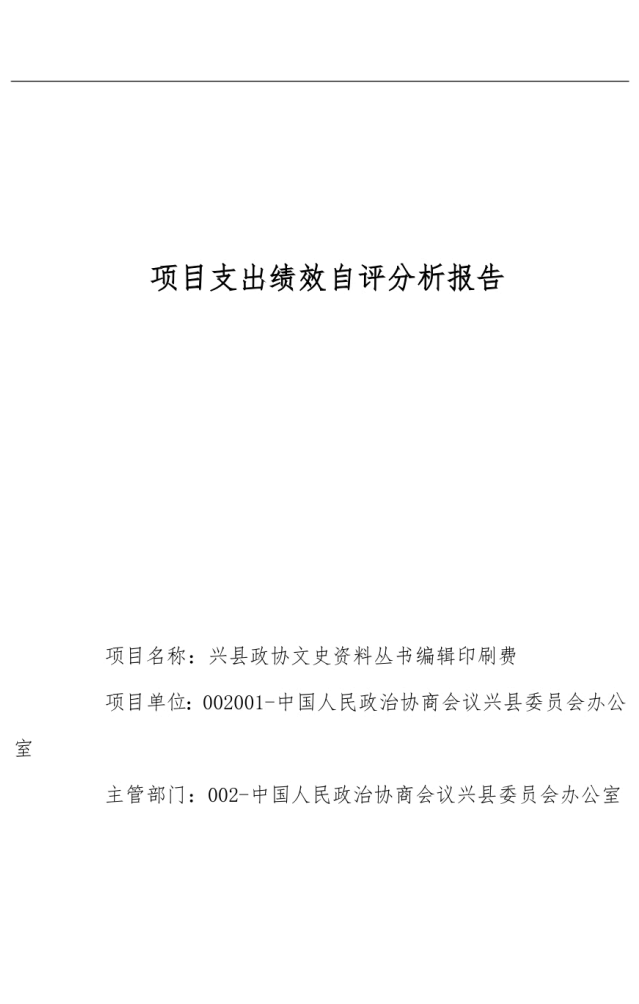 项目支出绩效自评分析报告
项目名称：兴县政协文史资料丛书编辑印刷费
项目单位：002001-中国人民政治协商会议兴县委员会办公
室
主管部门：002-中国人民政治协商会议兴县委员会办公室